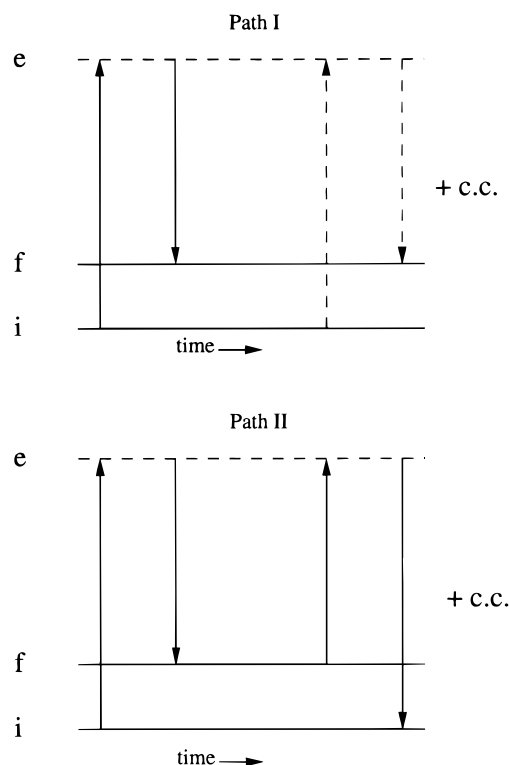 Path I
e
+ c.c.
f
i
time
Path II
e
+ c.c.
f
i
time